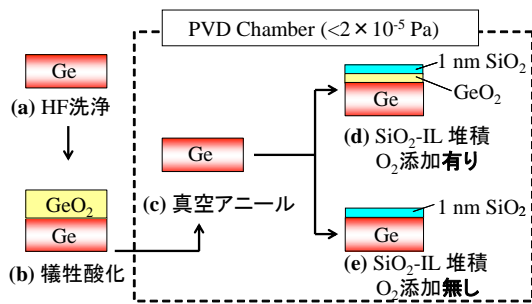 PVD Chamber (<2×10⁻⁵ Pa)
Ge
(a) HF洗浄
GeO₂
Ge
(b) 犠牲酸化
Ge
(c) 真空アニール
1 nm SiO₂
GeO₂
Ge
(d) SiO₂-IL 堆積
O₂添加有り
1 nm SiO₂
Ge
(e) SiO₂-IL 堆積
O₂添加無し